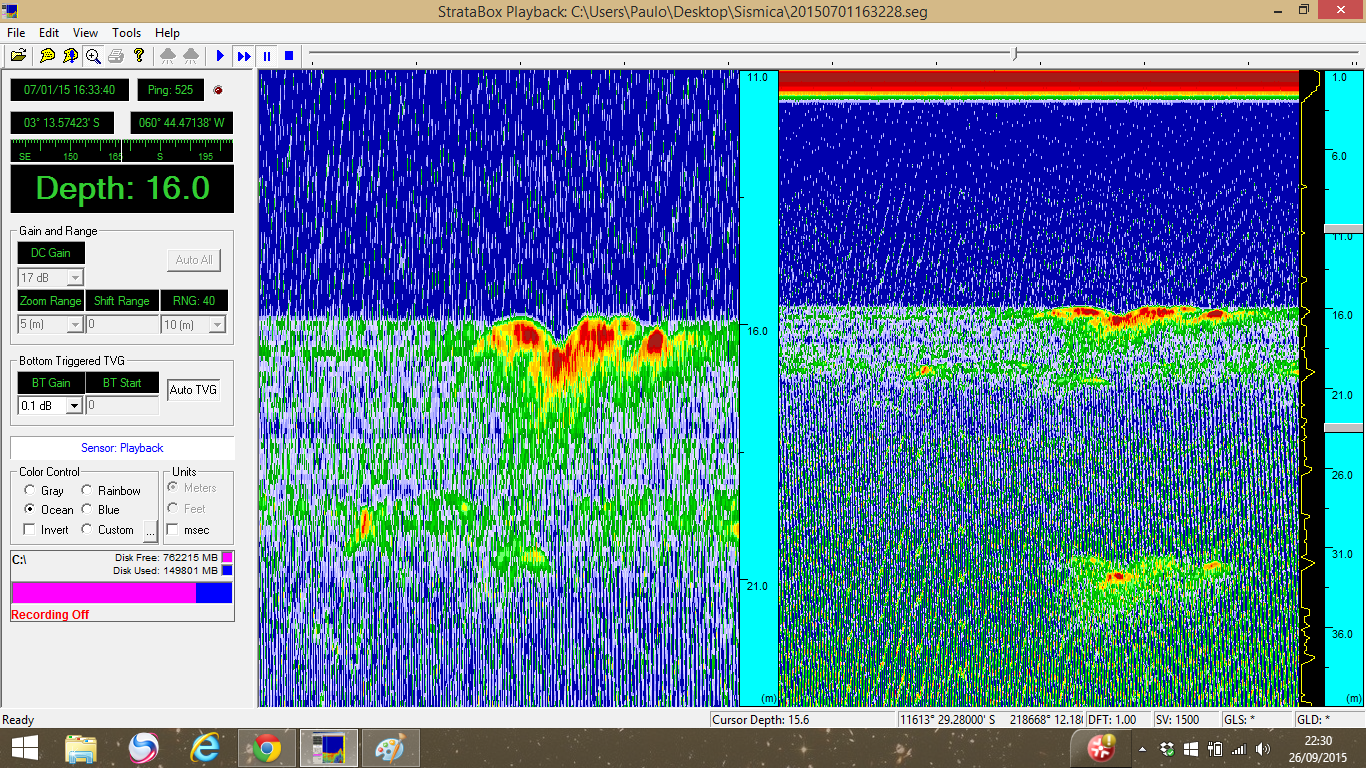 StrataBox Playback: C:\Users\Paulo\Desktop\Sismica\20150701163228.seg
File Edit View Tools Help
07/01/15 16:33:40 Ping: 525
03° 13.57423' S 060° 44.47138' W
SE 150 165 S 195
Depth: 16.0
Gain and Range
DC Gain Auto All
17 dB
Zoom Range Shift Range RNG: 40
5 (m) 0 10 (m)
Bottom Triggered TVG
BT Gain BT Start Auto TVG
0.1 dB 0
Sensor: Playback
Color Control Units
Gray Rainbow Meters
Ocean Blue Feet
Invert Custom ... msec
C:\ Disk Free: 762215 MB
Disk Used: 149801 MB
Recording Off
11.0
16.0
21.0
(m)
1.0
6.0
11.0
16.0
21.0
26.0
31.0
36.0
(m)
Ready Cursor Depth: 15.6 11613° 29.28000' S 218668° 12.18 DFT: 1.00 SV: 1500 GLS: * GLD: *
22:30
26/09/2015